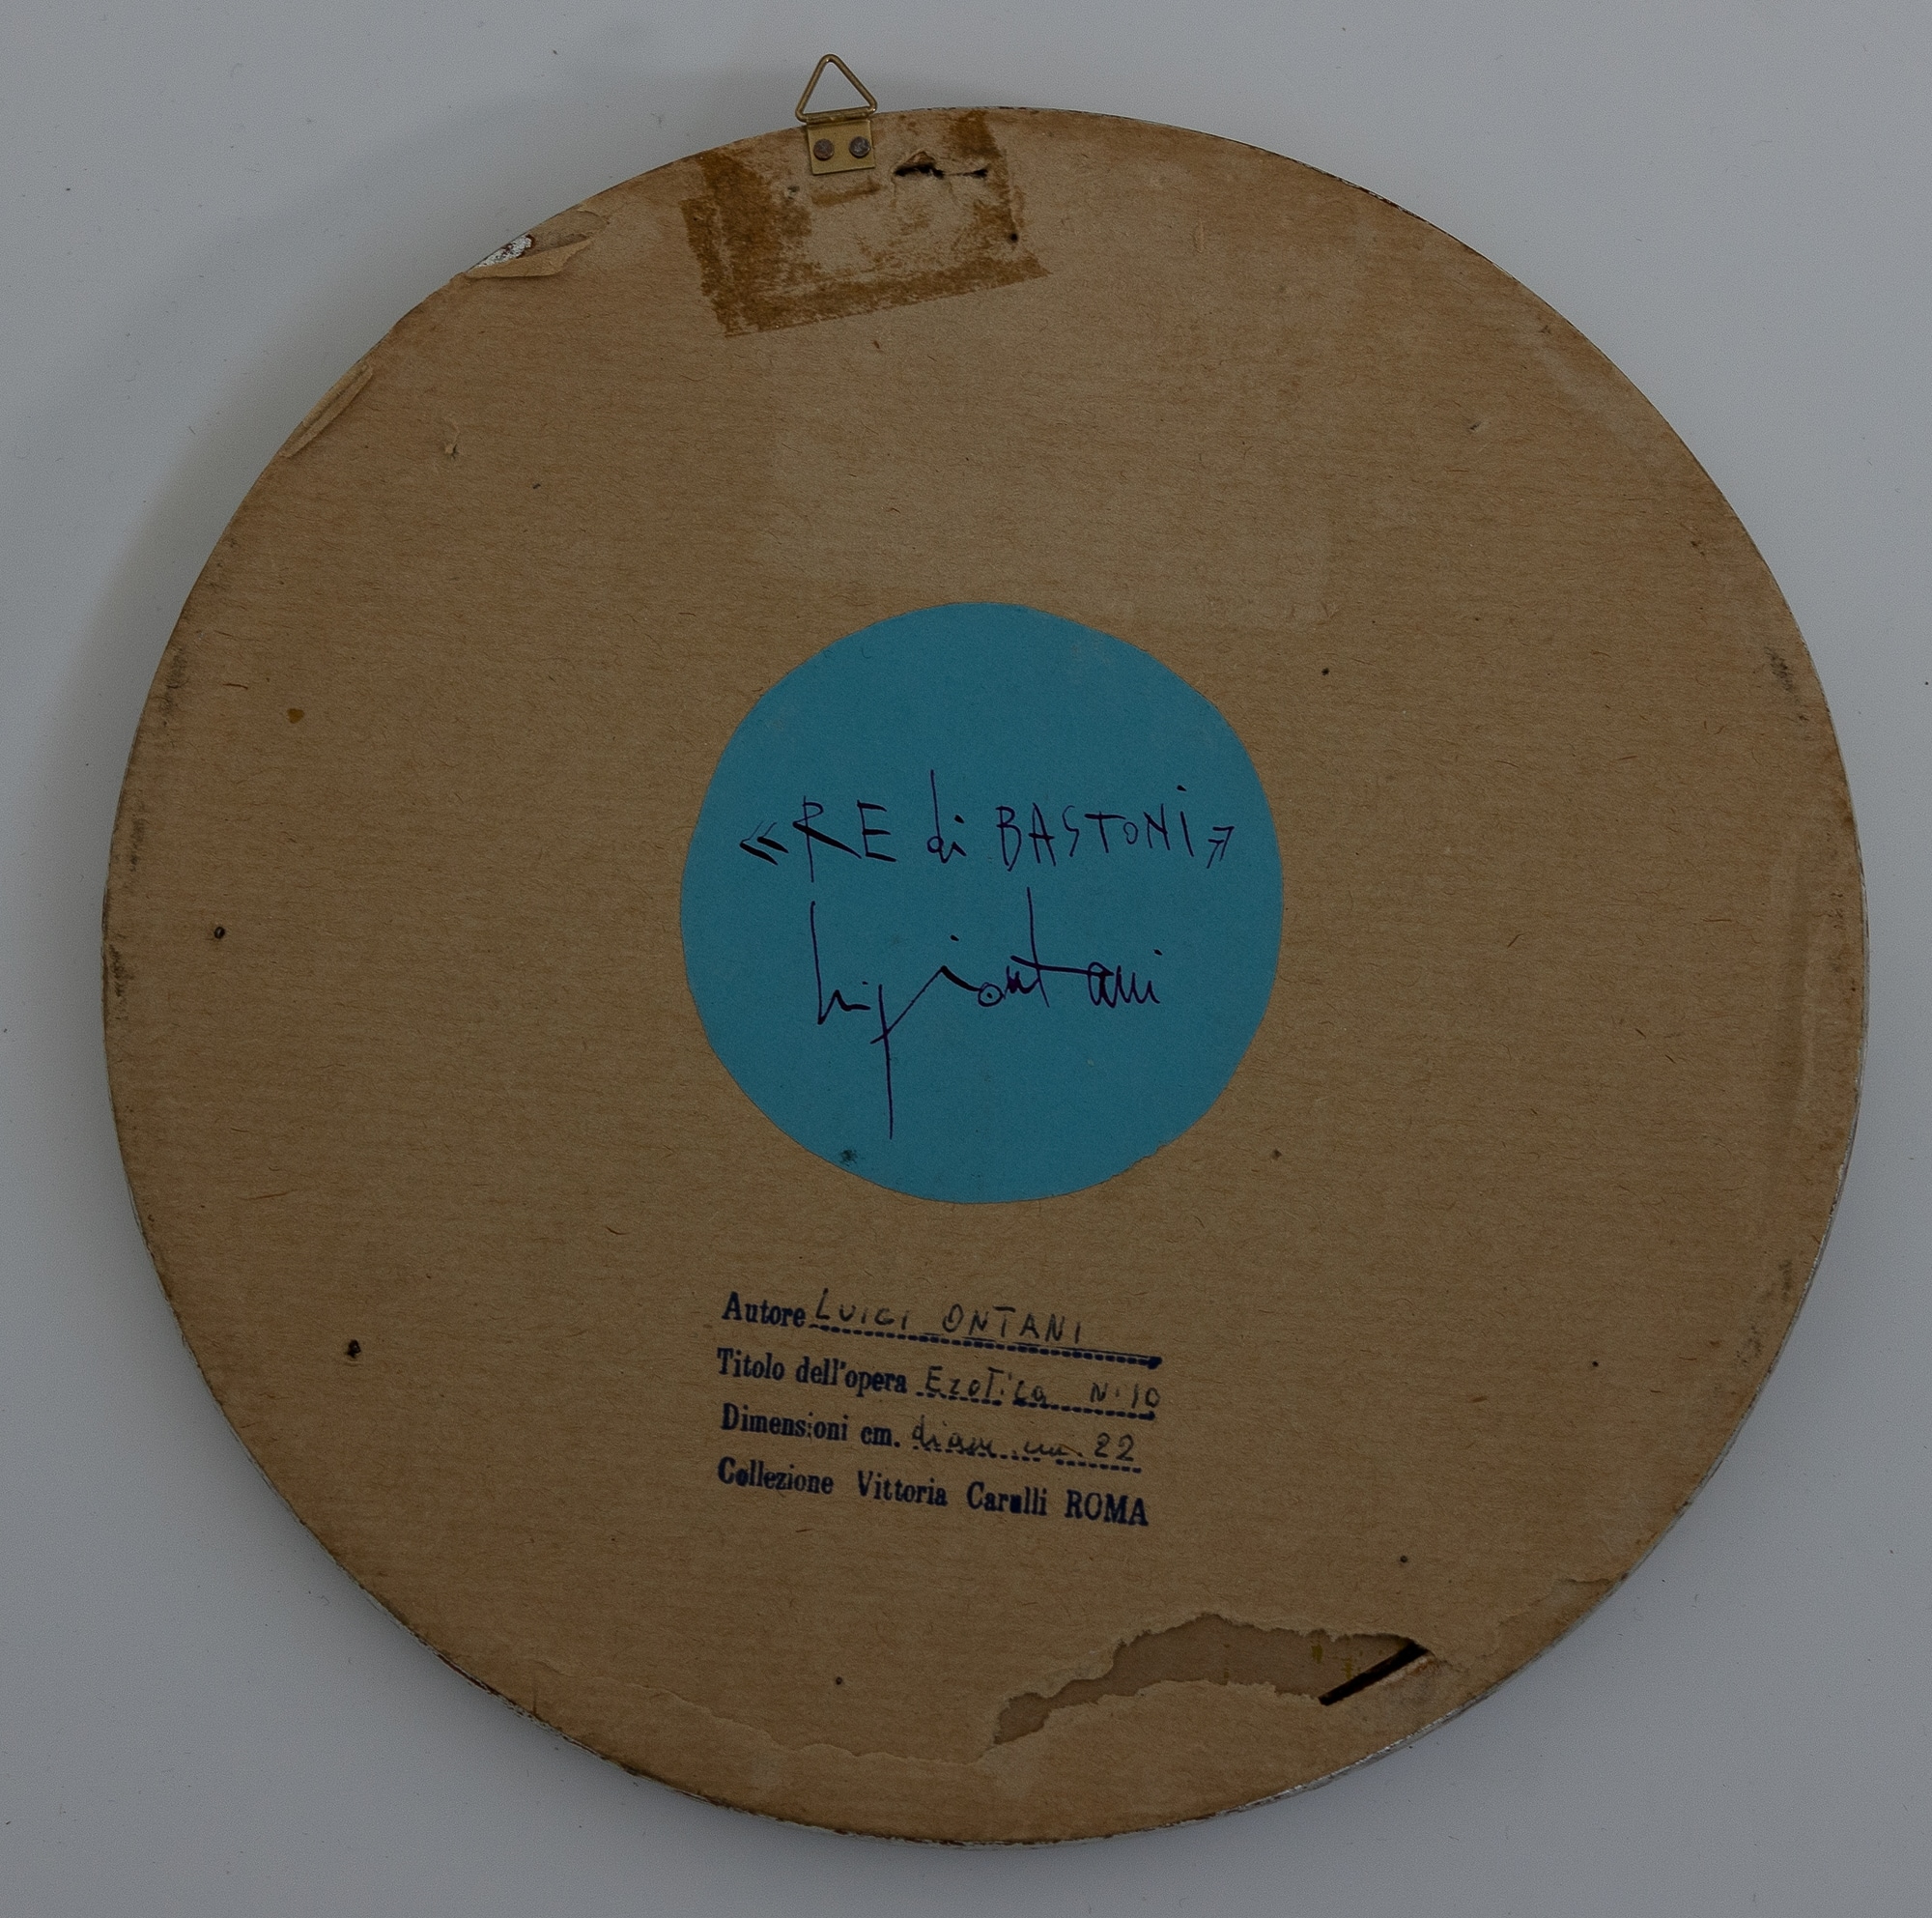 «RE di BASTONi»
Luigi ontani
Autore LUIGI ONTANI
Titolo dell'opera Ezotica N. 10
Dimensioni cm. diam cm. 22
Collezione Vittoria Carulli ROMA